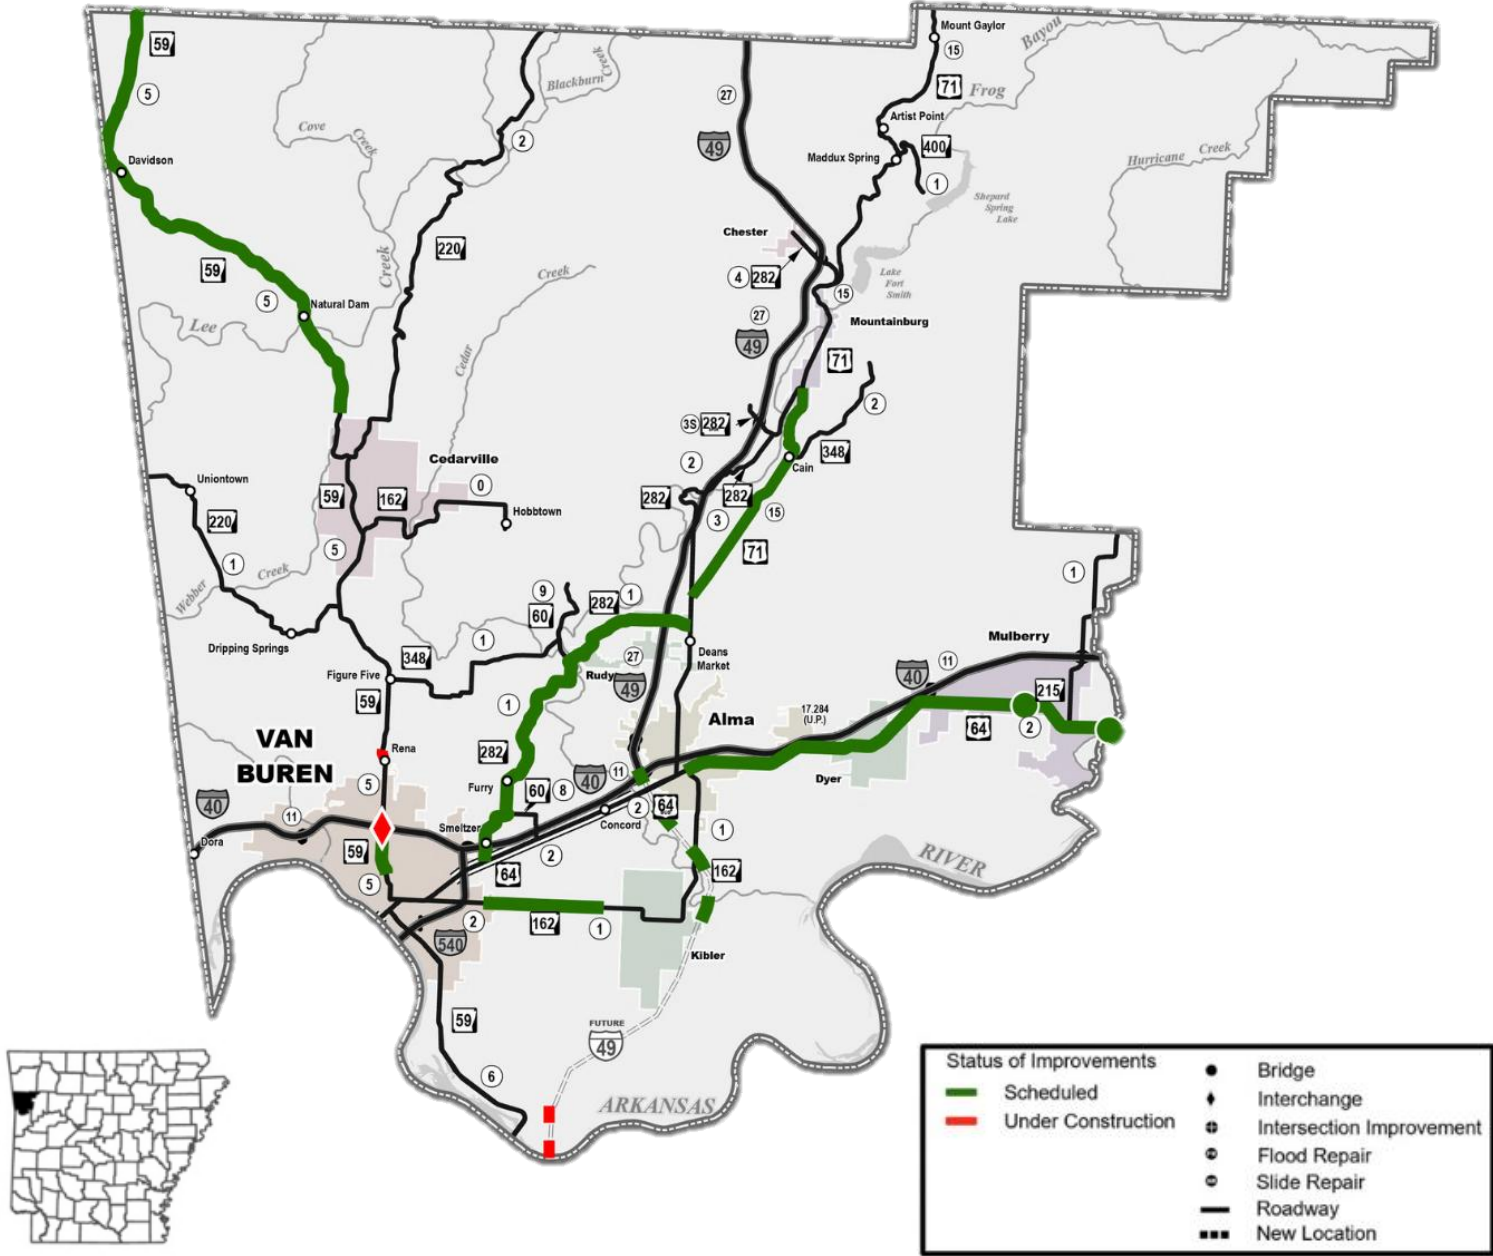 59
5
Davidson
59
5
Natural Dam
Lee
Creek
Cove
Creek
Blackburn
Creek
2
220
Creek
Cedar
27
49
Mount Gaylor
15
71
Bayou
Frog
Artist Point
Maddux Spring
400
1
Hurricane Creek
Shepard
Spring
Lake
Chester
4
282
Lake
Fort
Smith
15
27
49
Mountainburg
71
2
348
3S
282
2
Cain
282
282
3
15
71
Cedarville
0
59
162
Hobbtown
5
Uniontown
220
1
Webber
Creek
Dripping Springs
9
60
282
1
1
348
Figure Five
59
Rudy
27
49
Deans
Market
1
Mulberry
40
11
215
64
2
17.284
(U.P.)
Alma
Dyer
1
282
Furry
60
8
40
11
2
64
Concord
VAN
BUREN
Rena
5
40
11
Dora
59
5
Smeltzer
64
2
1
162
2
162
1
540
Kibler
RIVER
59
FUTURE
49
6
ARKANSAS
Status of Improvements
Scheduled
Under Construction
Bridge
Interchange
Intersection Improvement
Flood Repair
Slide Repair
Roadway
New Location